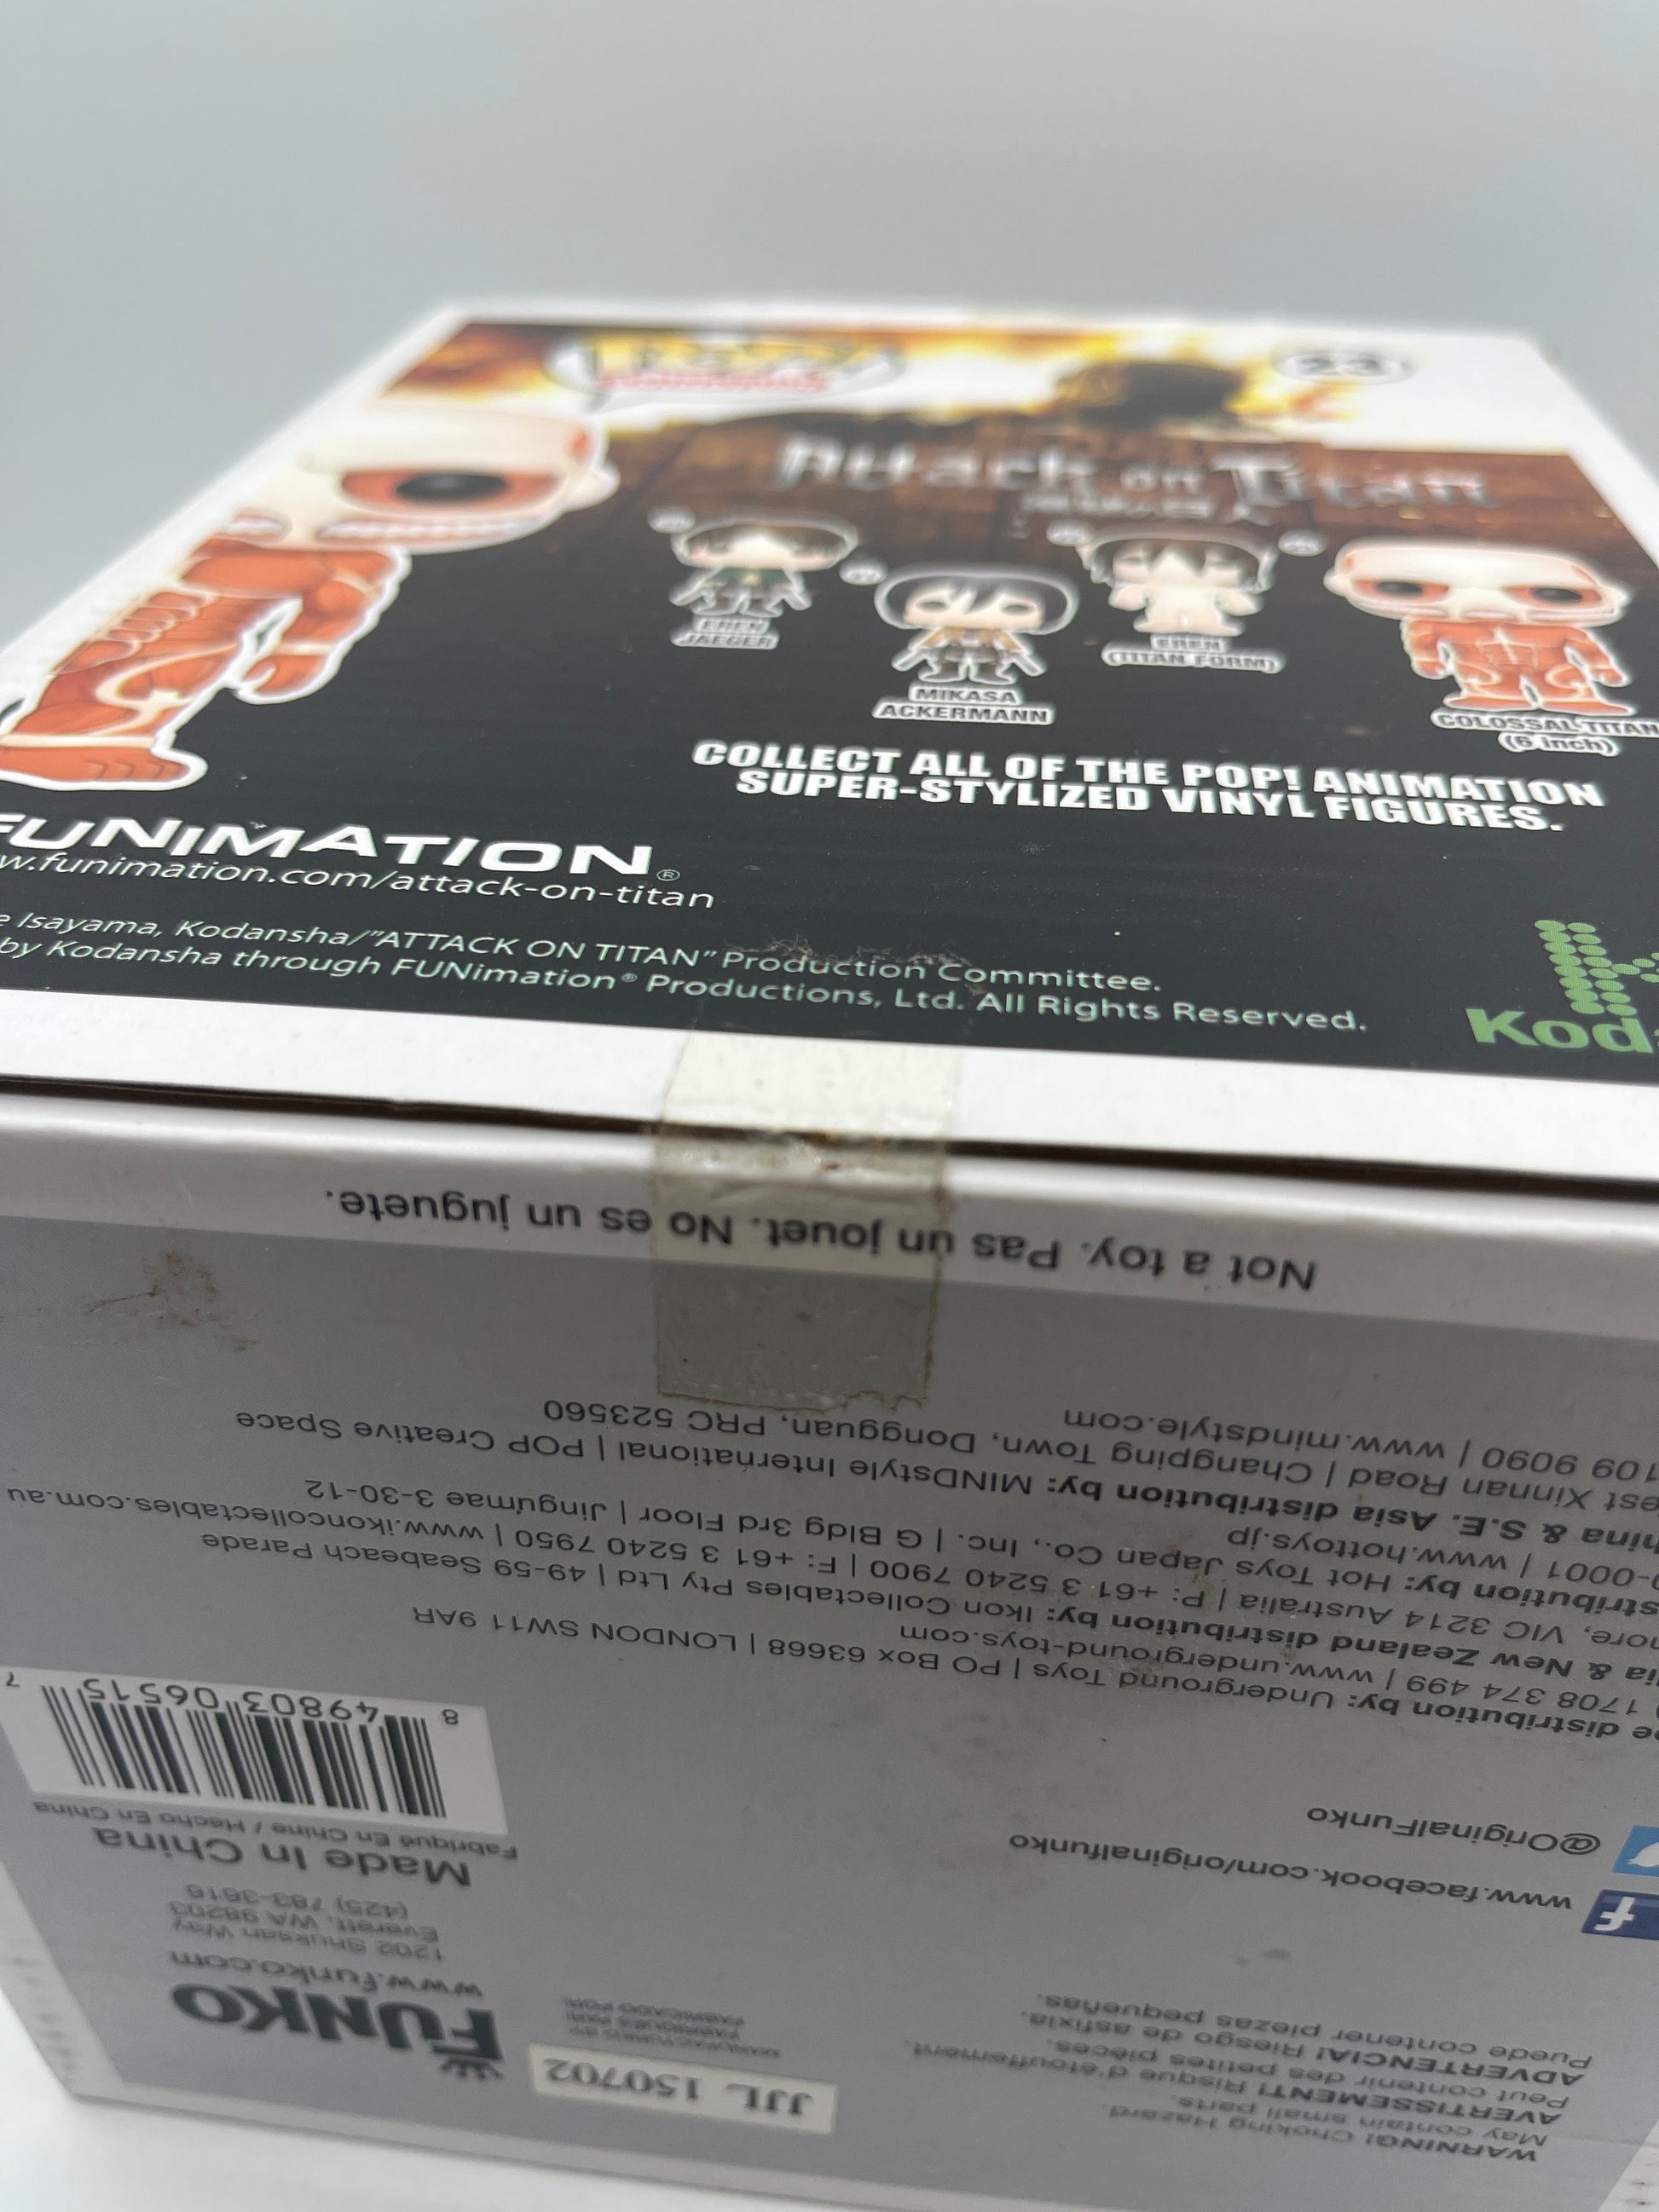 POP!
23
Attack on Titan
EREN
JAEGER
MIKASA
ACKERMANN
EREN
(TITAN FORM)
COLOSSAL TITAN
(6 inch)
COLLECT ALL OF THE POP! ANIMATION
SUPER-STYLIZED VINYL FIGURES.
FUNIMATION®
w.funimation.com/attack-on-titan
Isayama, Kodansha/"ATTACK ON TITAN" Production Committee.
by Kodansha through FUNimation® Productions, Ltd. All Rights Reserved.
Koda
Not a toy. Pas un jouet. No es un juguete.
JJL 150702
FUNKO
www.funko.com
1202 Shuksan Way
Everett, WA 98203
(425) 783-3616
Made In China
Fabriqué En Chine / Hecho En China
8 49803 06515 7
WARNING! Choking Hazard
May contain small parts.
AVERTISSEMENT! Risque d'étouffement.
Peut contenir des petites pièces.
ADVERTENCIA! Riesgo de asfixia.
Puede contener piezas pequeñas.
www.facebook.com/originalfunko
@OriginalFunko
distribution by: Underground Toys | PO Box 63668 | LONDON SW11 9AR
1708 374 499 | www.underground-toys.com
& New Zealand distribution by: Ikon Collectables Pty Ltd | 49-59 Seabeach Parade
VIC 3214 Australia | P: +61 3 5240 7900 | F: +61 3 5240 7950 | www.ikoncollectables.com.au
by: Hot Toys Japan Co., Inc. | G Bldg 3rd Floor | Jingumae 3-30-12
-0001 | www.hottoys.jp
& S.E. Asia distribution by: MINDstyle International | POP Creative Space
Xinnan Road | Changping Town, Dongguan, PRC 523560
109 9090 | www.mindstyle.com